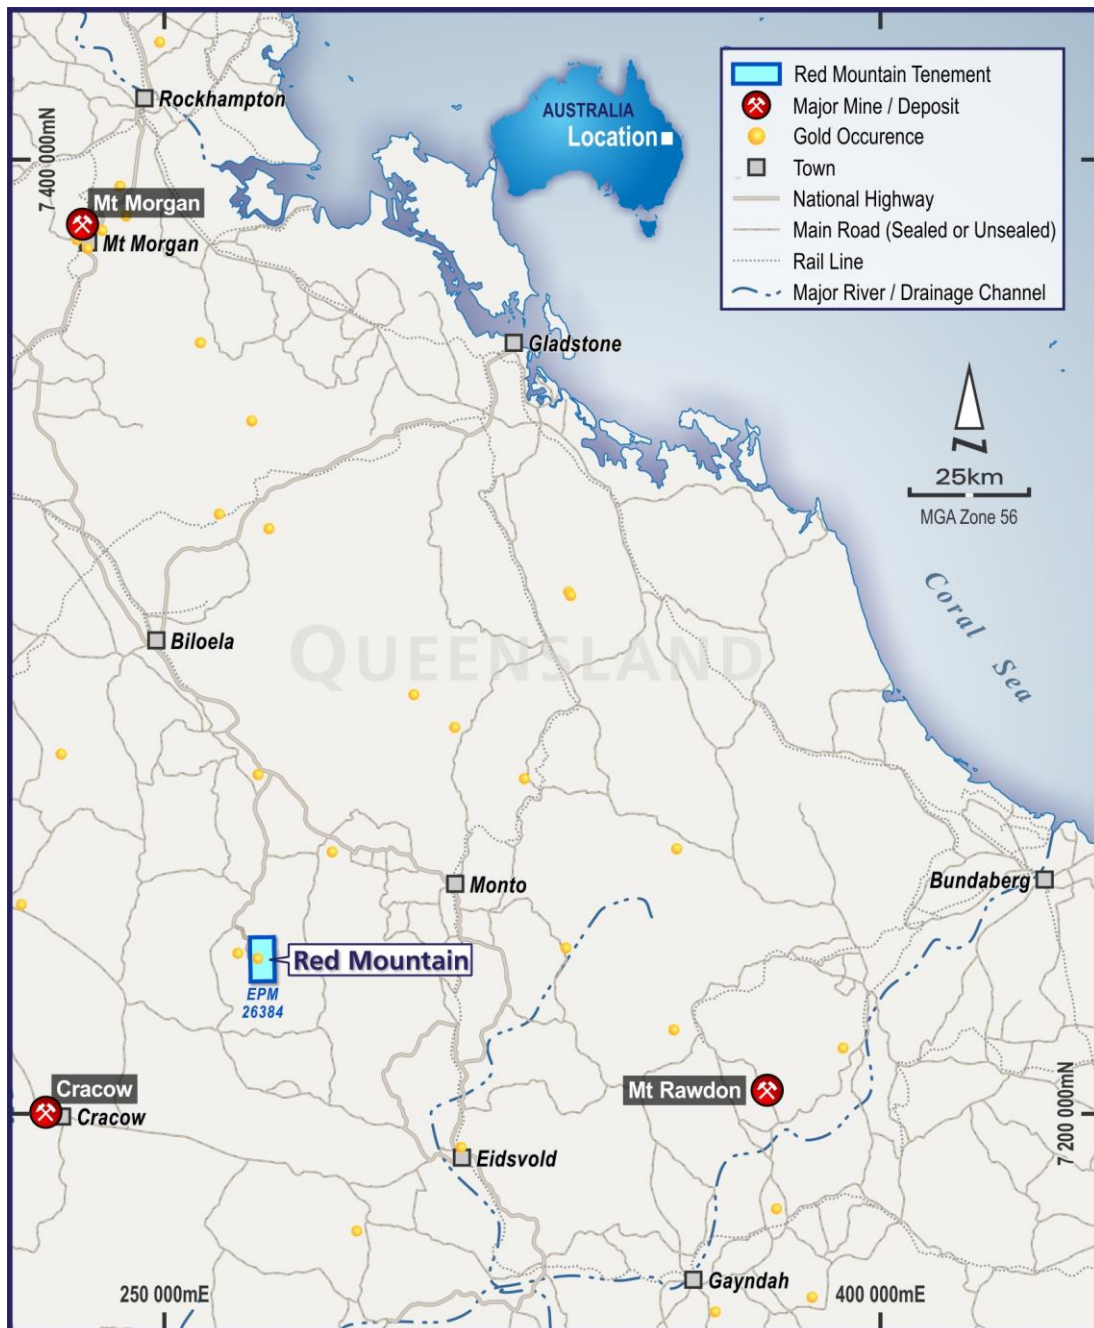 Rockhampton
7 400 000mN
Mt Morgan
Mt Morgan
AUSTRALIA
Location
Red Mountain Tenement
Major Mine / Deposit
Gold Occurence
Town
National Highway
Main Road (Sealed or Unsealed)
Rail Line
Major River / Drainage Channel
Gladstone
N
25km
MGA Zone 56
Coral Sea
QUEENSLAND
Biloela
Monto
Bundaberg
Red Mountain
EPM
26384
Cracow
Cracow
Mt Rawdon
7 200 000mN
Eidsvold
Gayndah
250 000mE
400 000mE